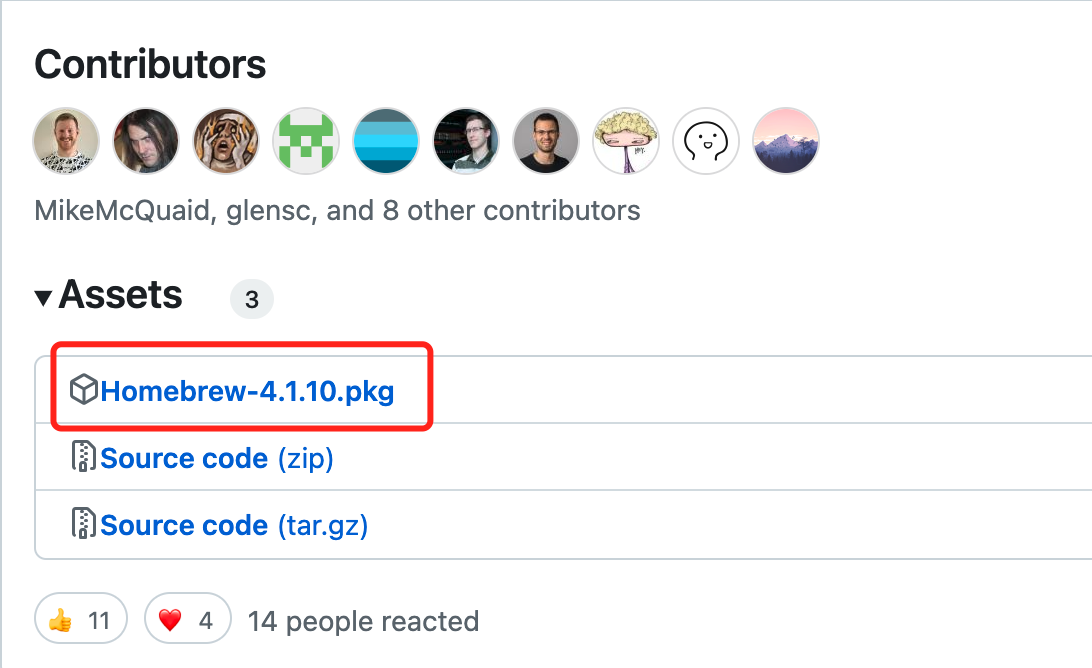 Contributors
MikeMcQuaid, glensc, and 8 other contributors
Assets 3
Homebrew-4.1.10.pkg
Source code (zip)
Source code (tar.gz)
11 4 14 people reacted